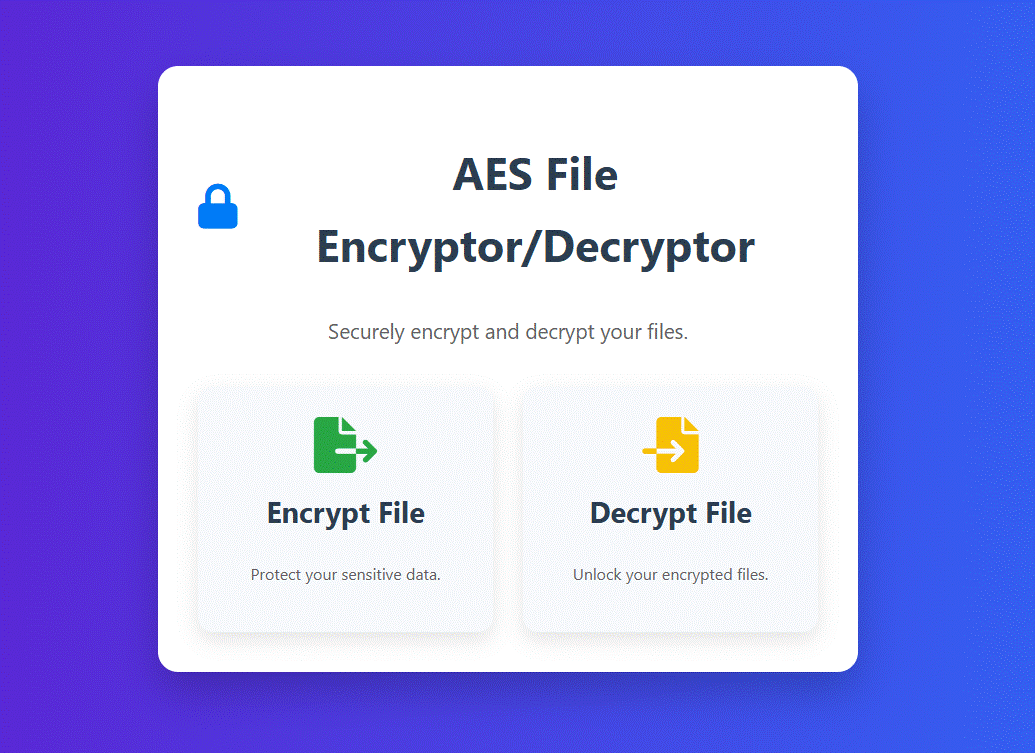 AES File
Encryptor/Decryptor
Securely encrypt and decrypt your files.
Encrypt File
Protect your sensitive data.
Decrypt File
Unlock your encrypted files.